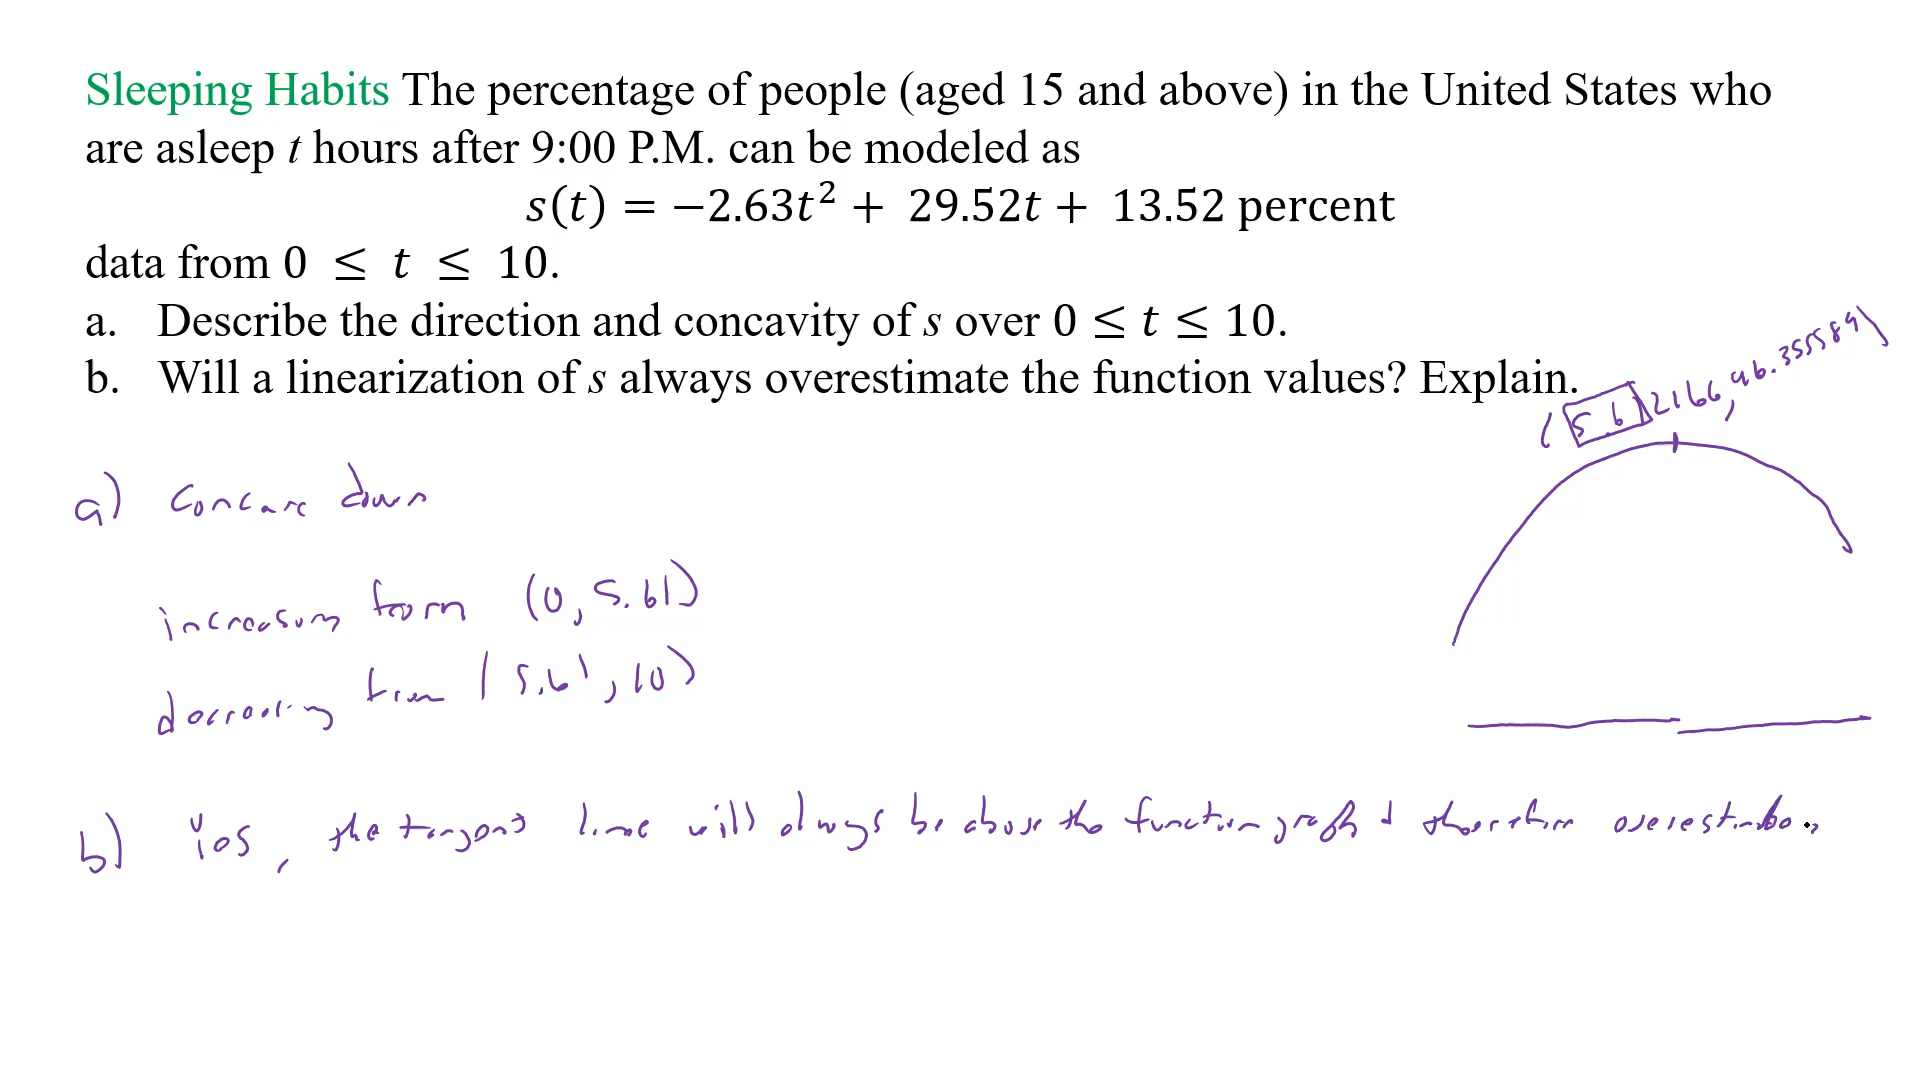 Sleeping Habits The percentage of people (aged 15 and above) in the United States who
are asleep t hours after 9:00 P.M. can be modeled as
s(t) = −2.63t² + 29.52t + 13.52 percent
data from 0 ≤ t ≤ 10.
a. Describe the direction and concavity of s over 0 ≤ t ≤ 10.
b. Will a linearization of s always overestimate the function values? Explain.
(5.612166, 96.355589)
a) Concave down
increasing from (0, 5.61)
decreasing from (5.61, 10)
b) Yes, the tangent line will always be above the function graph & therefore overestimate.